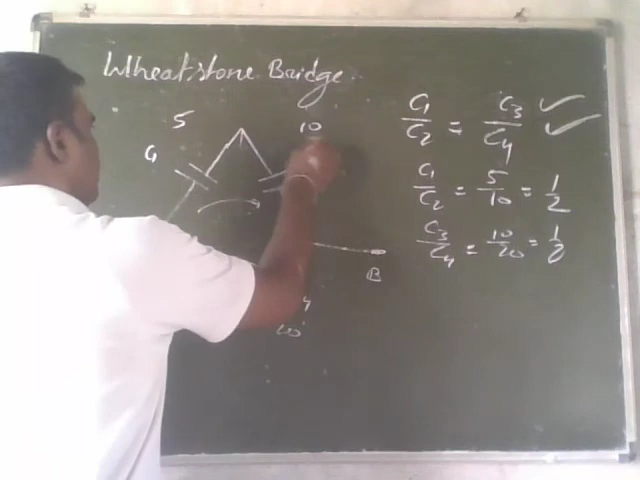 Wheatstone Bridge
5
10
C1
B
4
C1/C2 = C3/C4
C1/C2 = 5/10 = 1/2
C3/C4 = 10/20 = 1/2